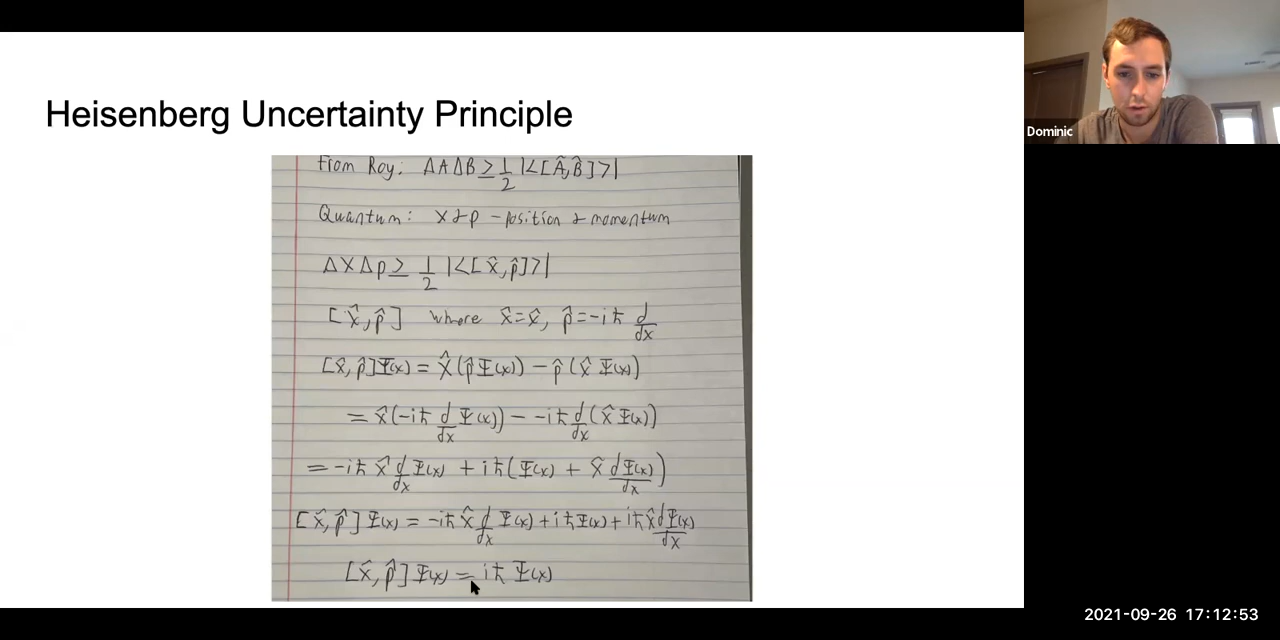 Heisenberg Uncertainty Principle
From Roy: ΔAΔB ≥ 1/2 |<[Â,B̂]>|
Quantum: x & p - position & momentum
ΔxΔp ≥ 1/2 |<[x̂,p̂]>|
[x̂,p̂] where x̂=x̂, p̂=-iħ d/dx
[x̂,p̂]Ψ(x) = x̂(p̂Ψ(x)) - p̂(x̂Ψ(x))
= x̂(-iħ d/dx Ψ(x)) - -iħ d/dx (x̂Ψ(x))
= -iħ x̂ d/dx Ψ(x) + iħ(Ψ(x) + x̂ dΨ(x)/dx)
[x̂,p̂]Ψ(x) = -iħ x̂ d/dx Ψ(x) + iħΨ(x) + iħx̂ dΨ(x)/dx
[x̂,p̂]Ψ(x) = iħΨ(x)
Dominic
2021-09-26 17:12:53